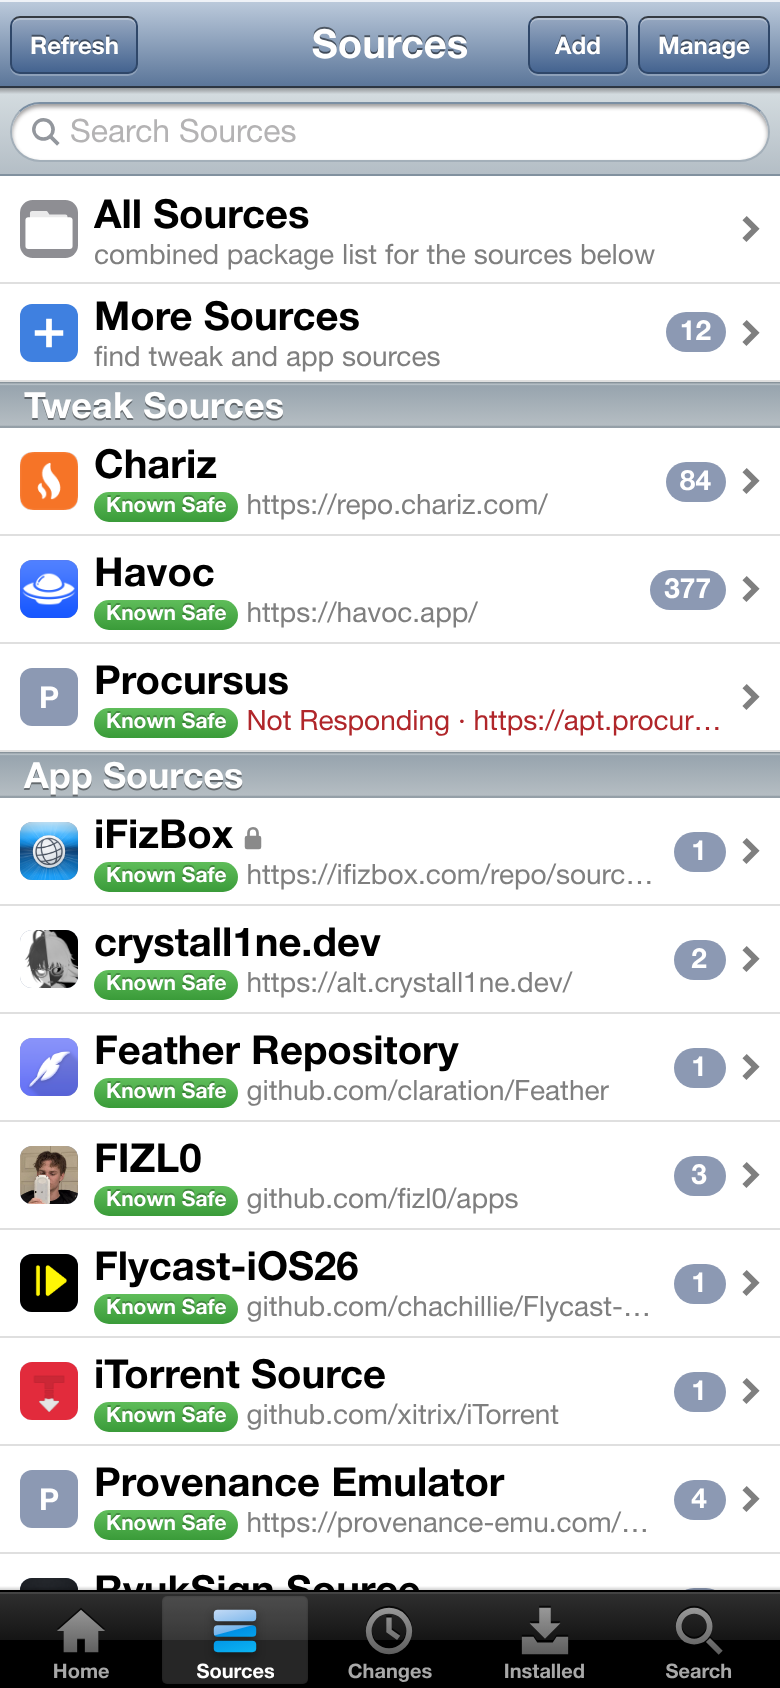 Refresh
Sources
Add
Manage
Search Sources
All Sources
combined package list for the sources below
More Sources
find tweak and app sources
12
Tweak Sources
Chariz
Known Safe https://repo.chariz.com/
84
Havoc
Known Safe https://havoc.app/
377
P
Procursus
Known Safe Not Responding · https://apt.procur...
App Sources
iFizBox
Known Safe https://ifizbox.com/repo/sourc...
1
crystall1ne.dev
Known Safe https://alt.crystall1ne.dev/
2
Feather Repository
Known Safe github.com/claration/Feather
1
FIZL0
Known Safe github.com/fizl0/apps
3
Flycast-iOS26
Known Safe github.com/chachillie/Flycast-...
1
iTorrent Source
Known Safe github.com/xitrix/iTorrent
1
P
Provenance Emulator
Known Safe https://provenance-emu.com/...
4
RyukSign Source
Home
Sources
Changes
Installed
Search